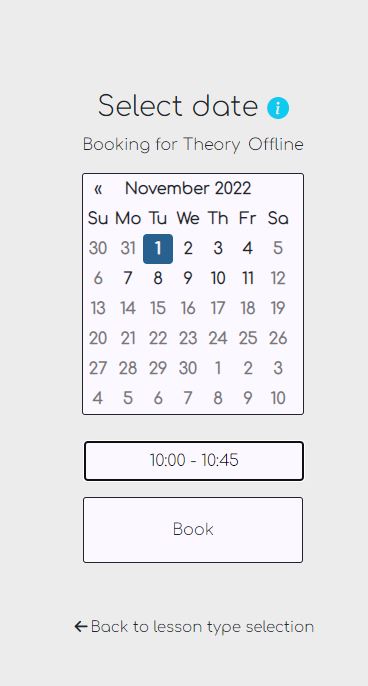 Select date i
Booking for Theory Offline
« November 2022
Su Mo Tu We Th Fr Sa
30 31 1 2 3 4 5
6 7 8 9 10 11 12
13 14 15 16 17 18 19
20 21 22 23 24 25 26
27 28 29 30 1 2 3
4 5 6 7 8 9 10
10:00 - 10:45
Book
←Back to lesson type selection